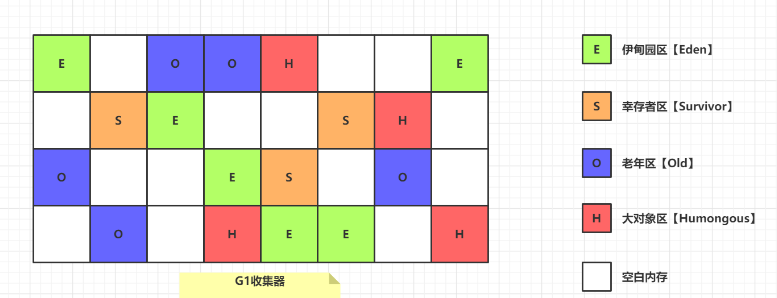 E O O H E
S E S H
O E S O
O H E E H
E 伊甸园区【Eden】
S 幸存者区【Survivor】
O 老年区【Old】
H 大对象区【Humongous】
空白内存
G1收集器